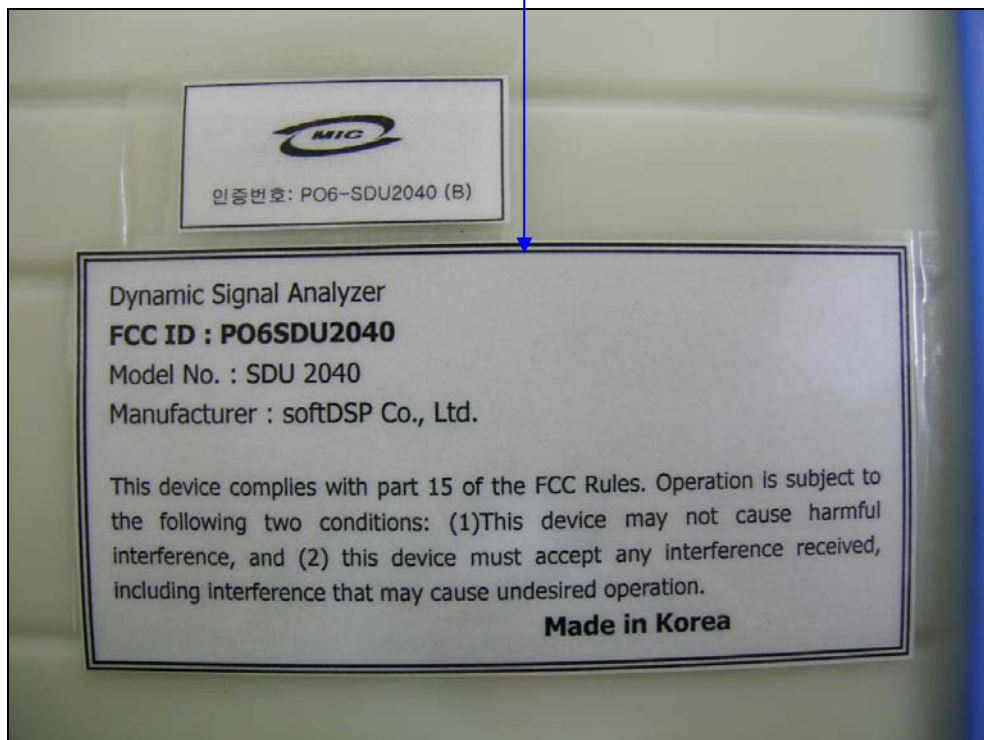 MIC
인증번호: PO6-SDU2040 (B)
Dynamic Signal Analyzer
FCC ID : PO6SDU2040
Model No. : SDU 2040
Manufacturer : softDSP Co., Ltd.
This device complies with part 15 of the FCC Rules. Operation is subject to
the following two conditions: (1)This device may not cause harmful
interference, and (2) this device must accept any interference received,
including interference that may cause undesired operation.
Made in Korea